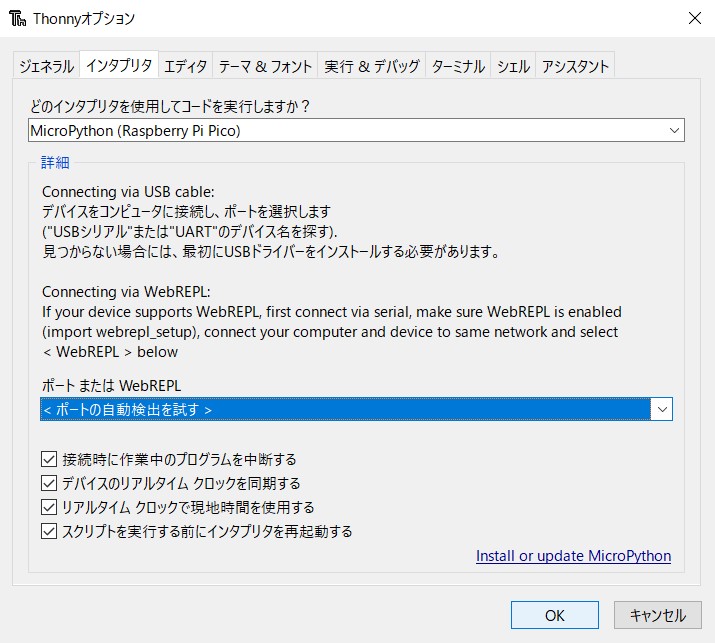 Thonnyオプション
ジェネラル インタプリタ エディタ テーマ & フォント 実行 & デバッグ ターミナル シェル アシスタント
どのインタプリタを使用してコードを実行しますか？
MicroPython (Raspberry Pi Pico)
詳細
Connecting via USB cable:
デバイスをコンピュータに接続し、ポートを選択します
("USBシリアル"または"UART"のデバイス名を探す).
見つからない場合には、最初にUSBドライバーをインストールする必要があります。
Connecting via WebREPL:
If your device supports WebREPL, first connect via serial, make sure WebREPL is enabled
(import webrepl_setup), connect your computer and device to same network and select
< WebREPL > below
ポート または WebREPL
< ポートの自動検出を試す >
接続時に作業中のプログラムを中断する
デバイスのリアルタイム クロックを同期する
リアルタイム クロックで現地時間を使用する
スクリプトを実行する前にインタプリタを再起動する
Install or update MicroPython
OK キャンセル